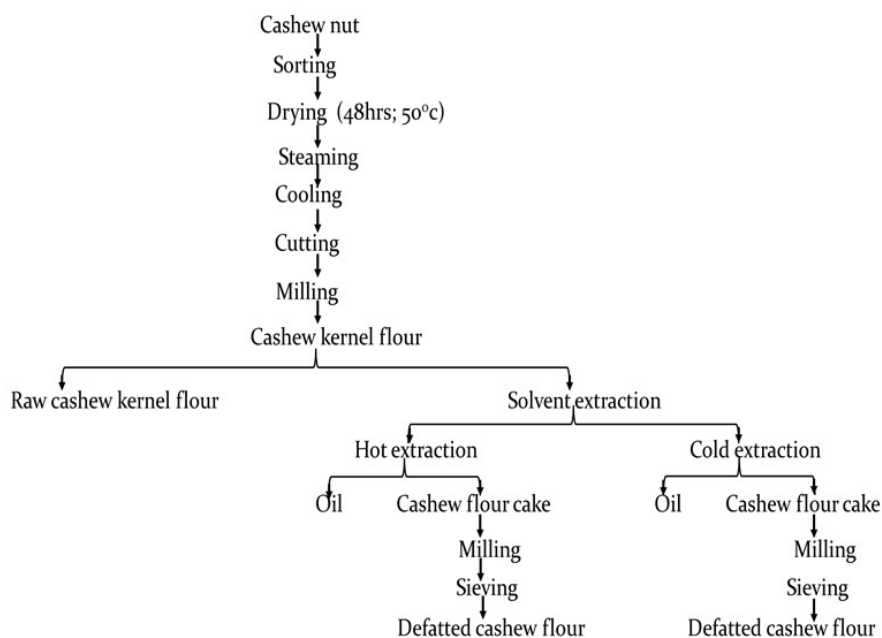 Cashew nut
Sorting
Drying (48hrs; 50⁰c)
Steaming
Cooling
Cutting
Milling
Cashew kernel flour
Raw cashew kernel flour
Solvent extraction
Hot extraction
Cold extraction
Oil
Cashew flour cake
Oil
Cashew flour cake
Milling
Milling
Sieving
Sieving
Defatted cashew flour
Defatted cashew flour